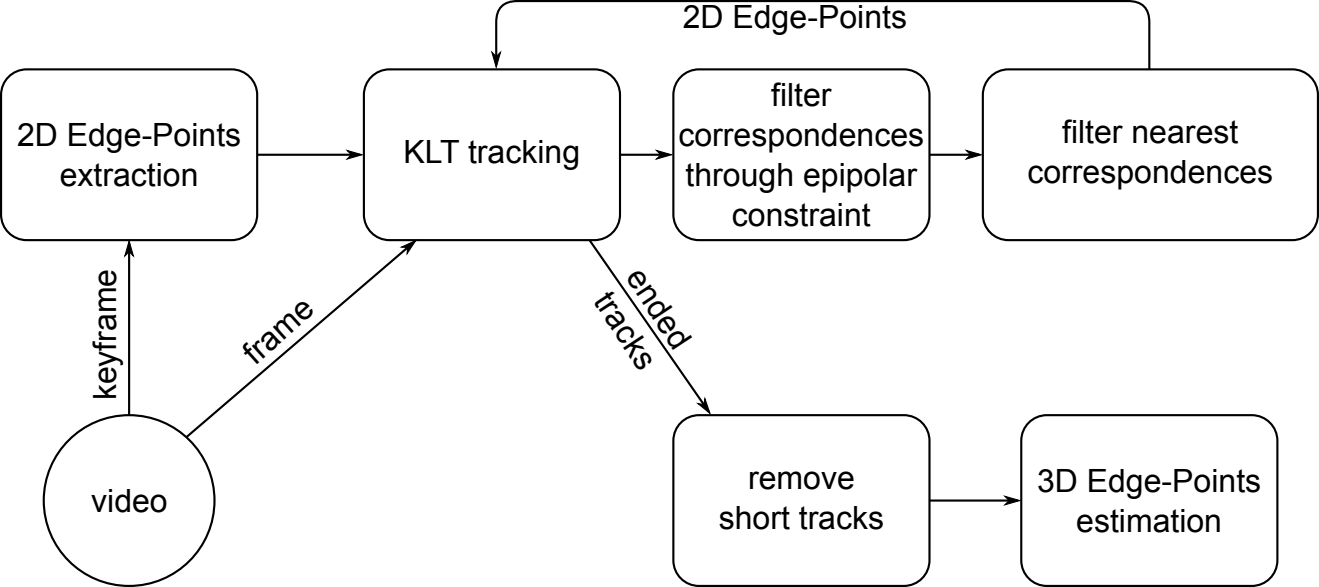 2D Edge-Points
2D Edge-Points
extraction
KLT tracking
filter
correspondences
through epipolar
constraint
filter nearest
correspondences
keyframe
frame
ended
tracks
video
remove
short tracks
3D Edge-Points
estimation